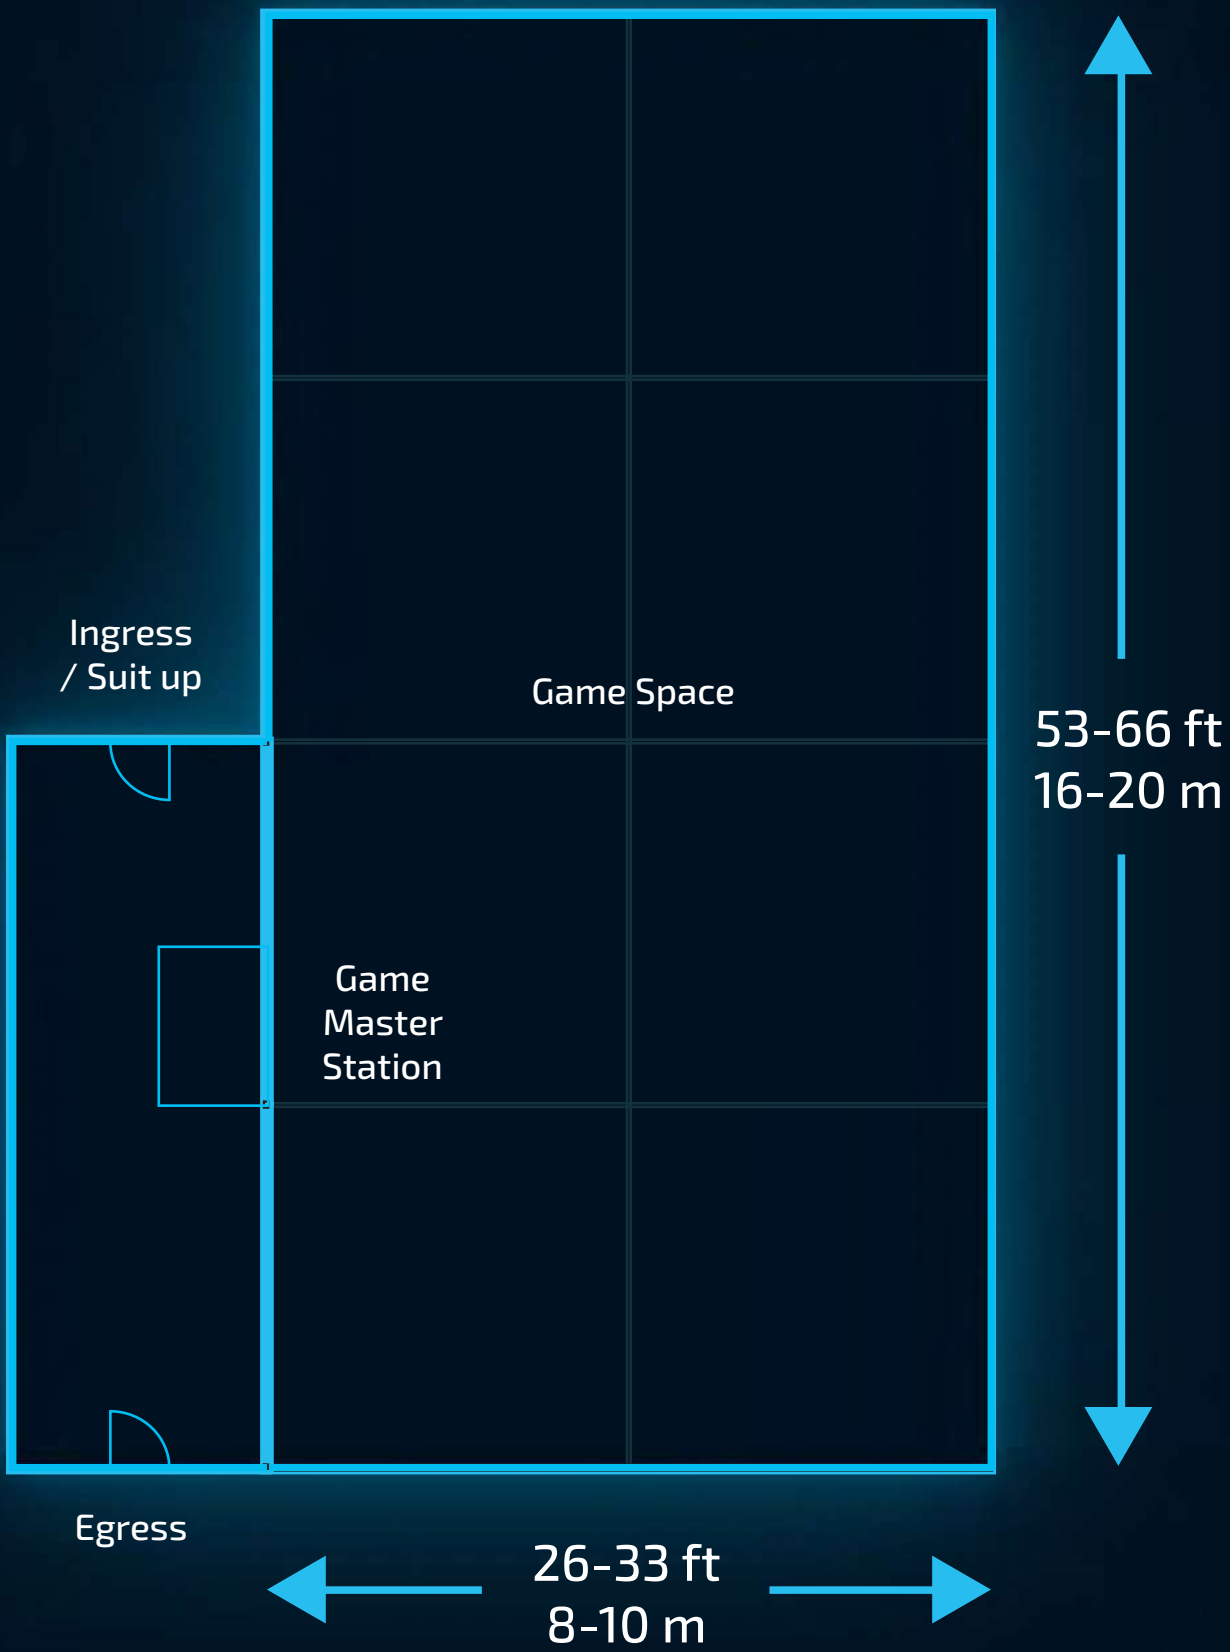 Ingress
/ Suit up
Game Space
53-66 ft
16-20 m
Game
Master
Station
Egress
26-33 ft
8-10 m